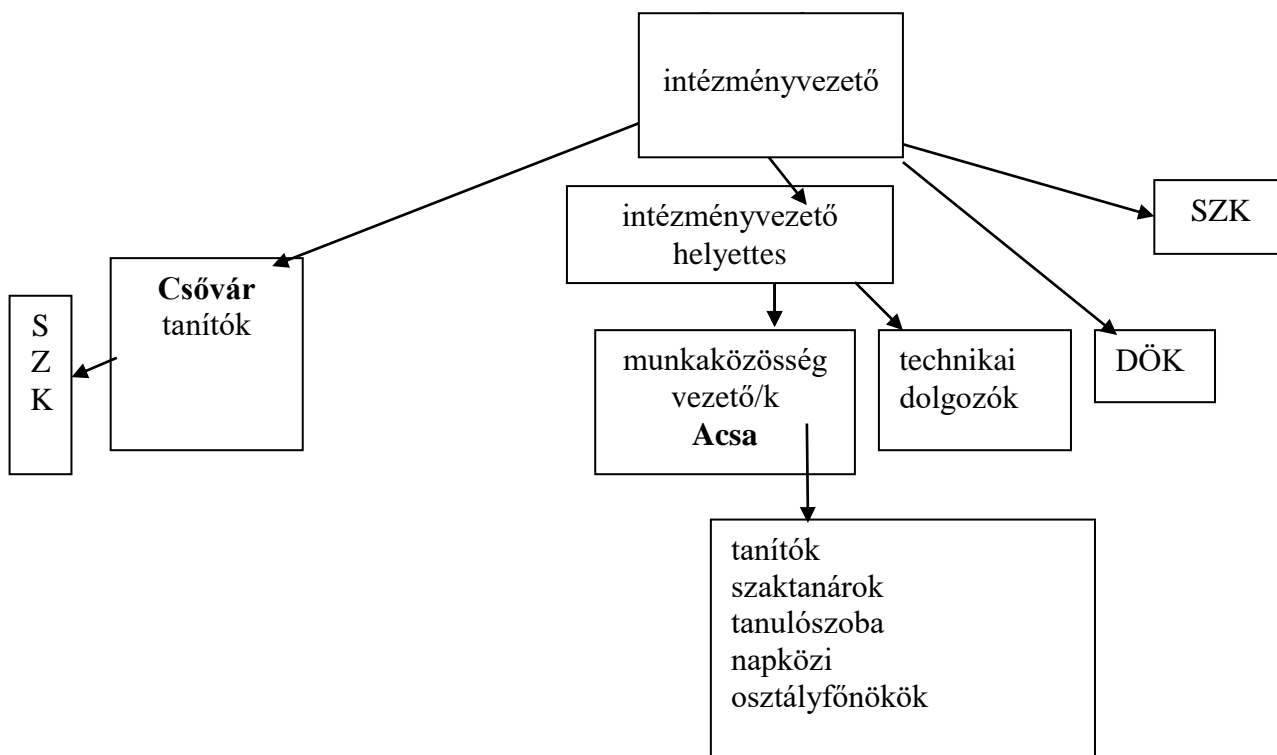 intézményvezető
SZK
intézményvezető
helyettes
Csővár
tanítók
S
Z
K
munkaközösség
vezető/k
Acsa
technikai
dolgozók
DÖK
tanítók
szaktanárok
tanulószoba
napközi
osztályfőnökök